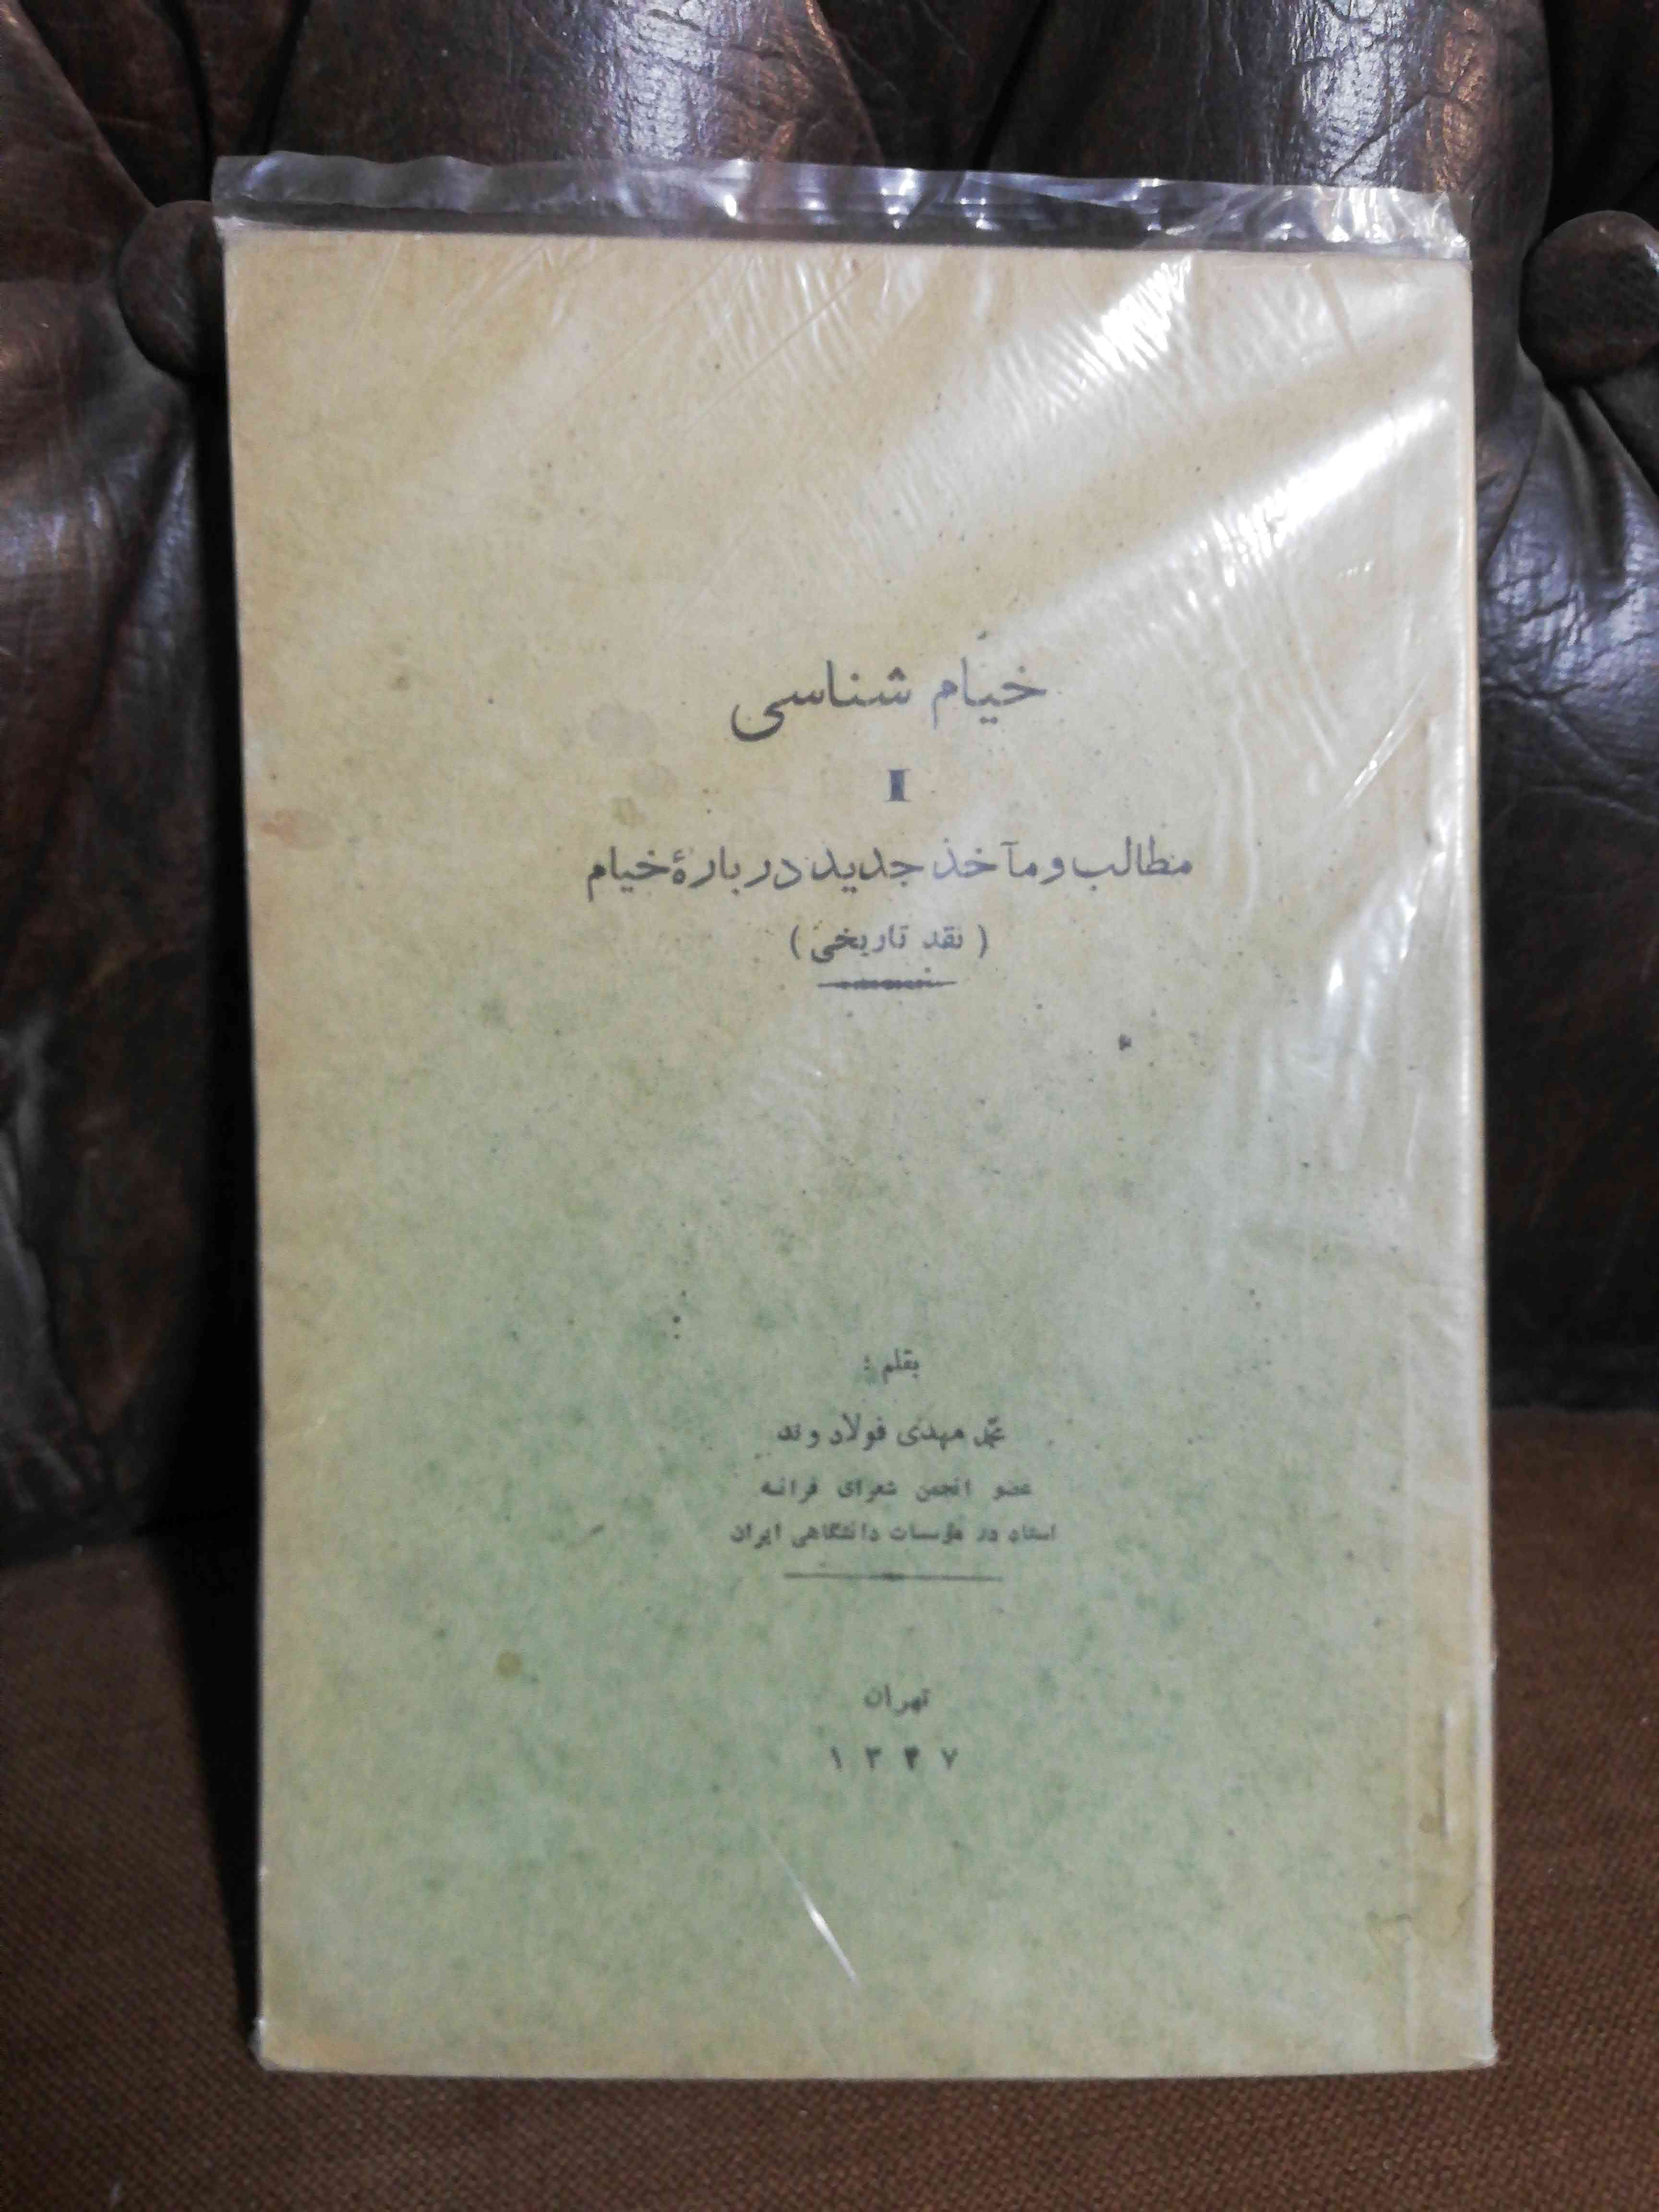 خیام شناسی
I
مطالب و مآخذ جدید در بارهٔ خیام
( نقد تاریخی )
بقلم :
محمد مهدی فولادوند
عضو انجمن شعرای فرانسه
استاد در مؤسسات دانشگاهی ایران
تهران
۱۳۴۷